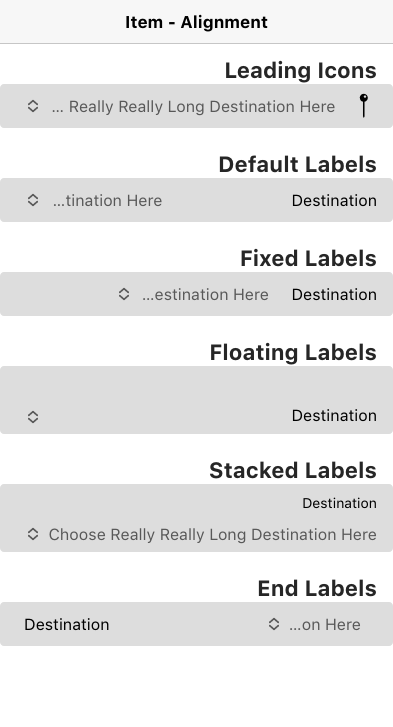 Item - Alignment
Leading Icons
... Really Really Long Destination Here
Default Labels
...tination Here Destination
Fixed Labels
...estination Here Destination
Floating Labels
Destination
Stacked Labels
Destination
Choose Really Really Long Destination Here
End Labels
Destination ...on Here